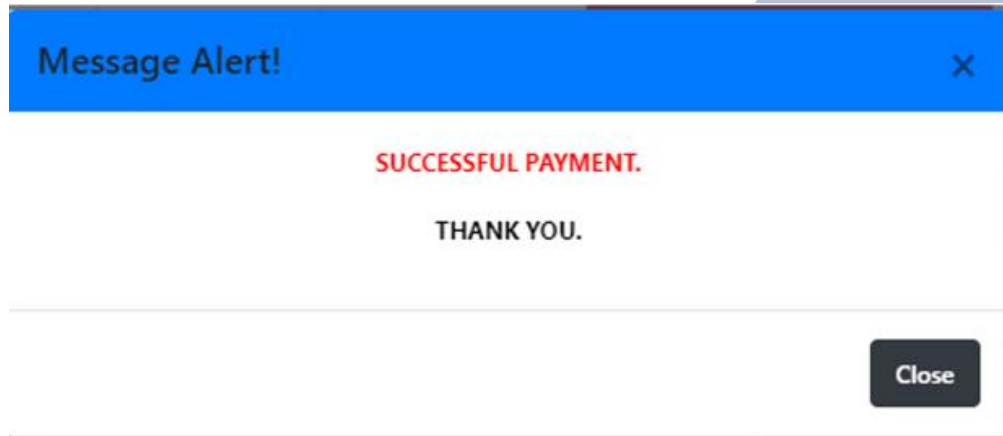 Message Alert!
×
SUCCESSFUL PAYMENT.
THANK YOU.
Close